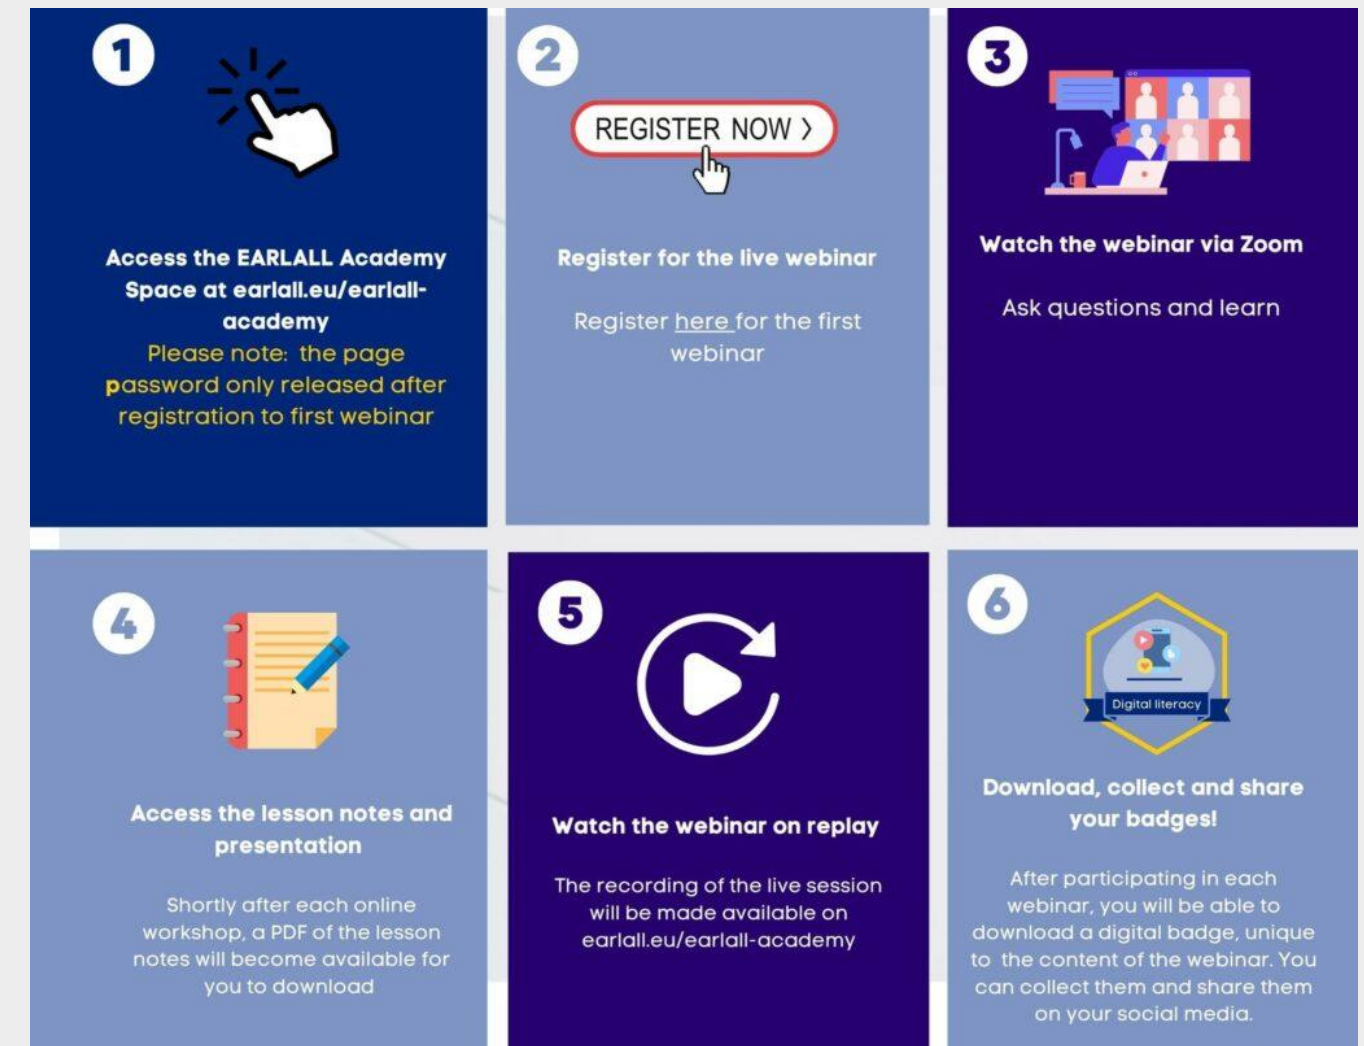 1
Access the EARLALL Academy
Space at earlall.eu/earlall-
academy
Please note: the page
password only released after
registration to first webinar
2
REGISTER NOW >
Register for the live webinar
Register here for the first
webinar
3
Watch the webinar via Zoom
Ask questions and learn
4
Access the lesson notes and
presentation
Shortly after each online
workshop, a PDF of the lesson
notes will become available for
you to download
5
Watch the webinar on replay
The recording of the live session
will be made available on
earlall.eu/earlall-academy
6
Digital literacy
Download, collect and share
your badges!
After participating in each
webinar, you will be able to
download a digital badge, unique
to the content of the webinar. You
can collect them and share them
on your social media.